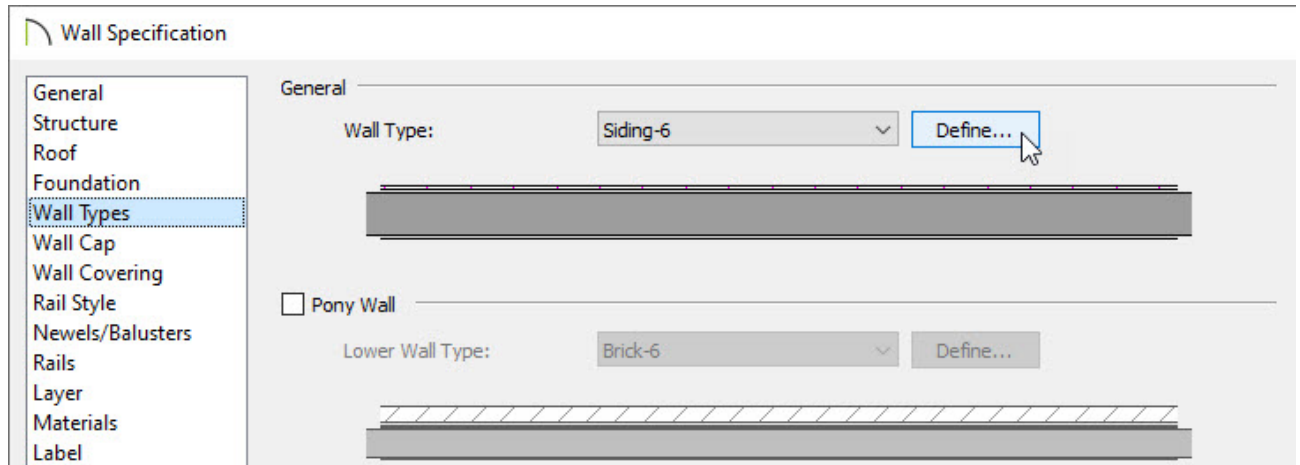 Wall Specification
General
Structure
Roof
Foundation
Wall Types
Wall Cap
Wall Covering
Rail Style
Newels/Balusters
Rails
Layer
Materials
Label
General
Wall Type: Siding-6 Define...
Pony Wall
Lower Wall Type: Brick-6 Define...